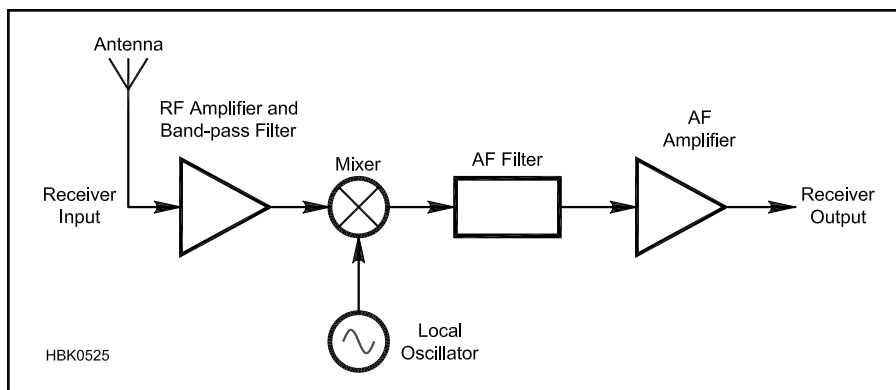 Antenna
RF Amplifier and
Band-pass Filter
Mixer
AF Filter
AF
Amplifier
Receiver
Input
Receiver
Output
Local
Oscillator
HBK0525